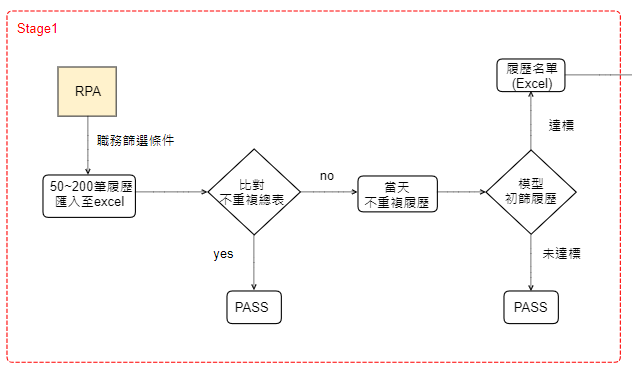 Stage1
RPA
職務篩選條件
50~200筆履歷
匯入至excel
比對
不重複總表
yes
PASS
no
當天
不重複履歷
模型
初篩履歷
達標
履歷名單
(Excel)
未達標
PASS